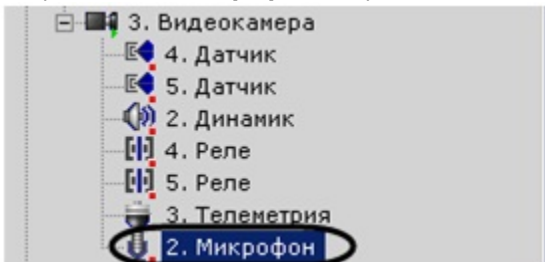 3. Видеокамера
4. Датчик
5. Датчик
2. Динамик
4. Реле
5. Реле
3. Телеметрия
2. Микрофон